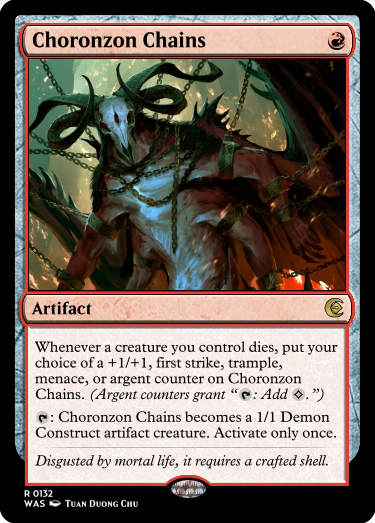 Choronzon Chains
Artifact
Whenever a creature you control dies, put your
choice of a +1/+1, first strike, trample,
menace, or argent counter on Choronzon
Chains. (Argent counters grant “: Add .”)
: Choronzon Chains becomes a 1/1 Demon
Construct artifact creature. Activate only once.
Disgusted by mortal life, it requires a crafted shell.
R 0132
WAS Tuan Duong Chu